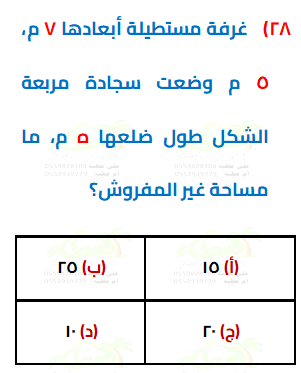 ٢٨) غرفة مستطيلة أبعادها ٧ م،
٥ م وضعت سجادة مربعة
الشكل طول ضلعها ٥ م، ما
مساحة غير المفروش؟
(أ) ١٥
(ب) ٢٥
(ج) ٢٠
(د) ١٠